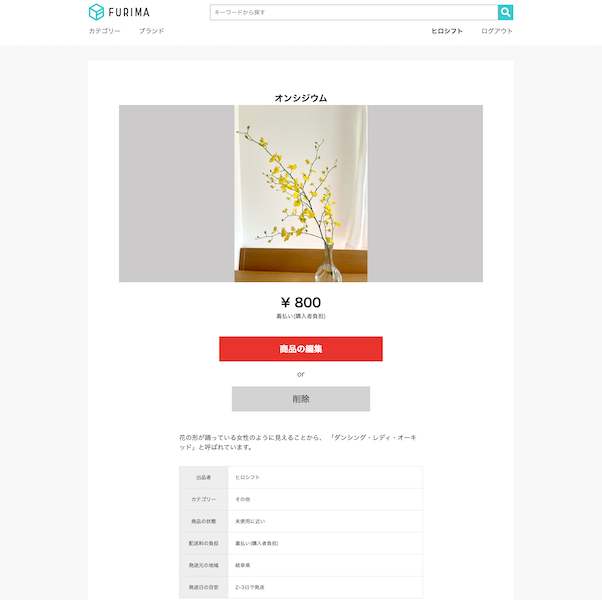 FURIMA
キーワードから探す
カテゴリー ブランド ヒロシフト ログアウト
オンシジウム
¥ 800
着払い(購入者負担)
商品の編集
or
削除
花の形が踊っている女性のように見えることから、「ダンシング・レディ・オーキ
ッド」と呼ばれています。
出品者 ヒロシフト
カテゴリー その他
商品の状態 未使用に近い
配送料の負担 着払い(購入者負担)
発送元の地域 岐阜県
発送日の目安 2~3日で発送